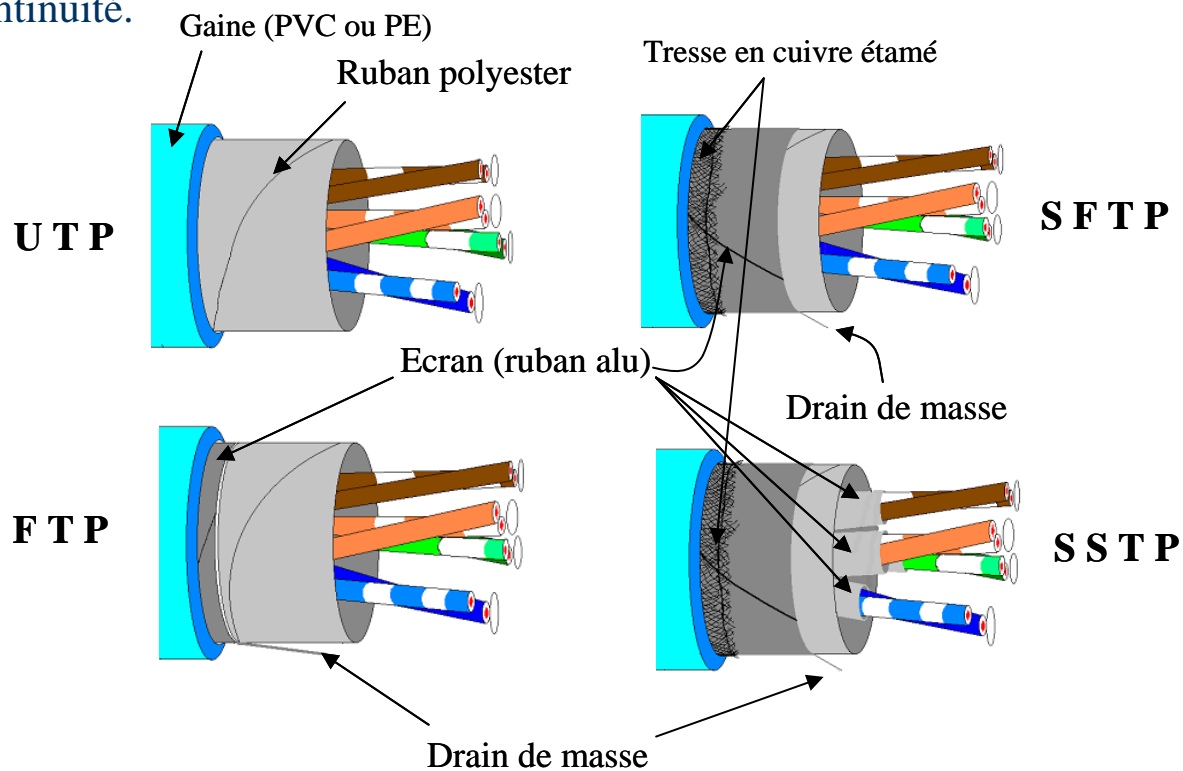 ntinuité.
Gaine (PVC ou PE)
Ruban polyester
Tresse en cuivre étamé
U T P
S F T P
Ecran (ruban alu)
Drain de masse
F T P
S S T P
Drain de masse